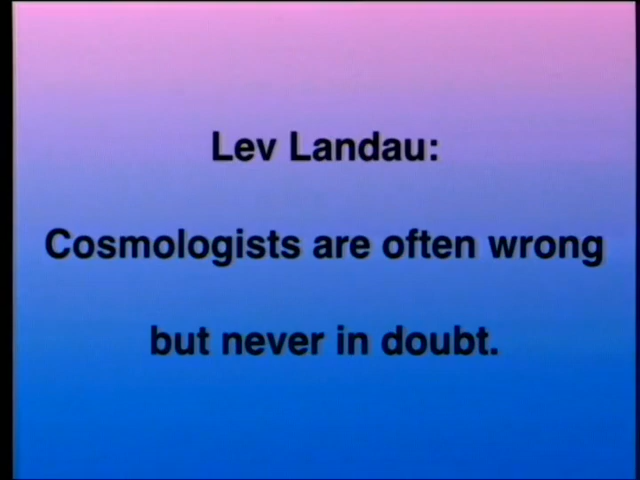 Lev Landau:
Cosmologists are often wrong
but never in doubt.